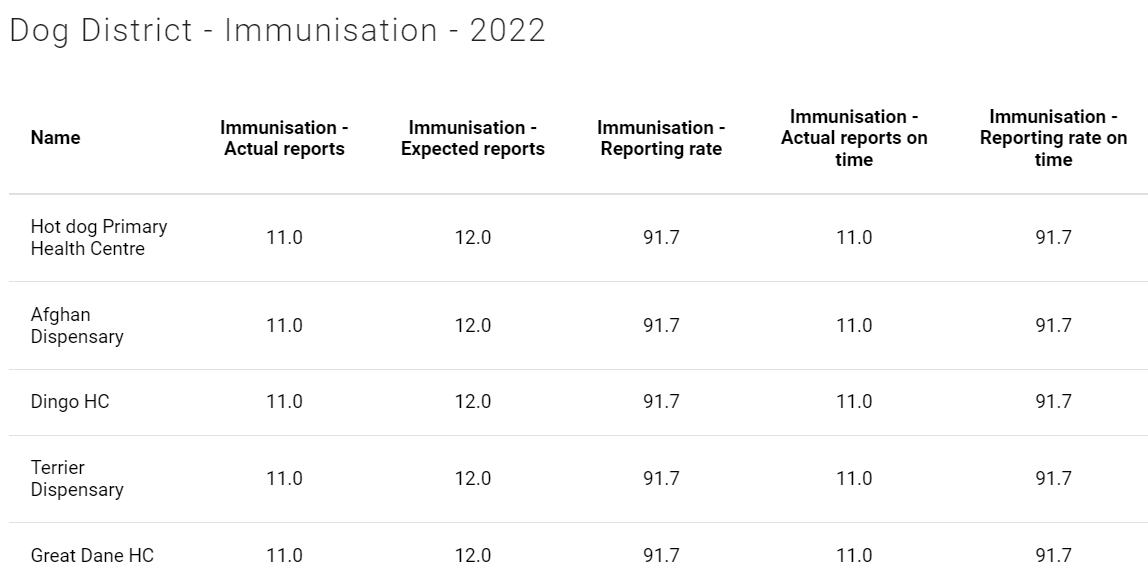 Dog District - Immunisation - 2022
Name
Immunisation -
Actual reports
Immunisation -
Expected reports
Immunisation -
Reporting rate
Immunisation -
Actual reports on
time
Immunisation -
Reporting rate on
time
Hot dog Primary
Health Centre
11.0 12.0 91.7 11.0 91.7
Afghan
Dispensary
11.0 12.0 91.7 11.0 91.7
Dingo HC 11.0 12.0 91.7 11.0 91.7
Terrier
Dispensary
11.0 12.0 91.7 11.0 91.7
Great Dane HC 11.0 12.0 91.7 11.0 91.7